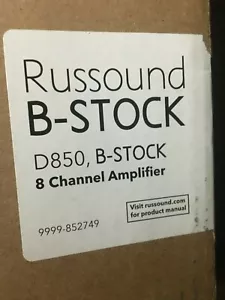 Russound
B-STOCK
D850, B-STOCK
8 Channel Amplifier
Visit russound.com
for product manual
9999-852749